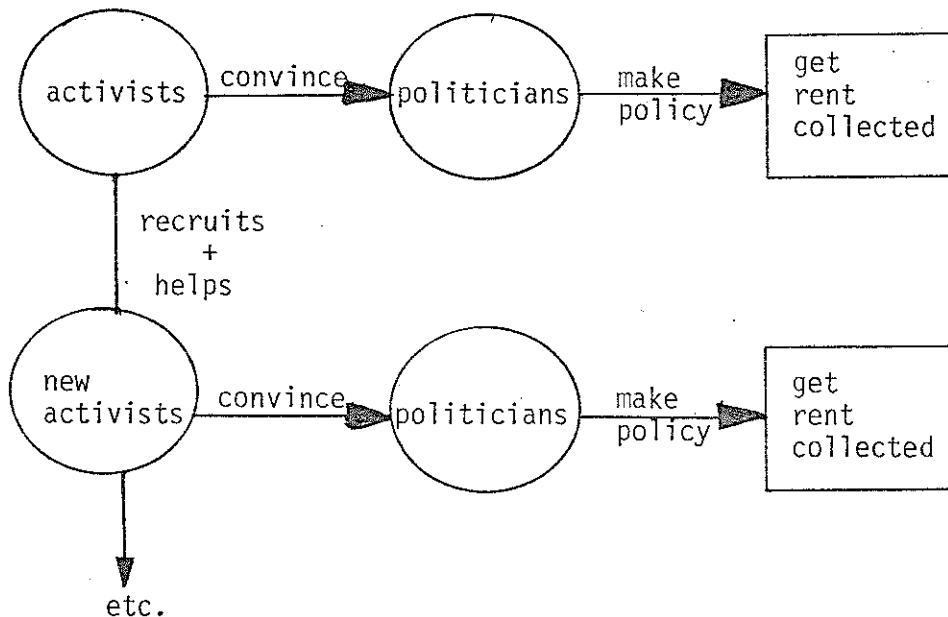 activists
convince
politicians
make
policy
get
rent
collected
recruits
+
helps
new
activists
convince
politicians
make
policy
get
rent
collected
etc.